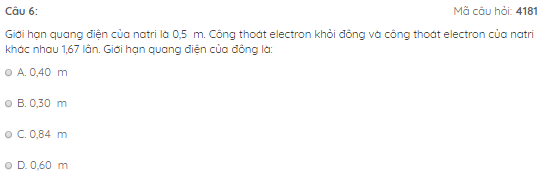 Câu 6: Mã câu hỏi: 4181
Giới hạn quang điện của natri là 0,5 m. Công thoát electron khỏi đồng và công thoát electron của natri
khác nhau 1,67 lần. Giới hạn quang điện của đồng là:
A. 0,40 m
B. 0,30 m
C. 0,84 m
D. 0,60 m